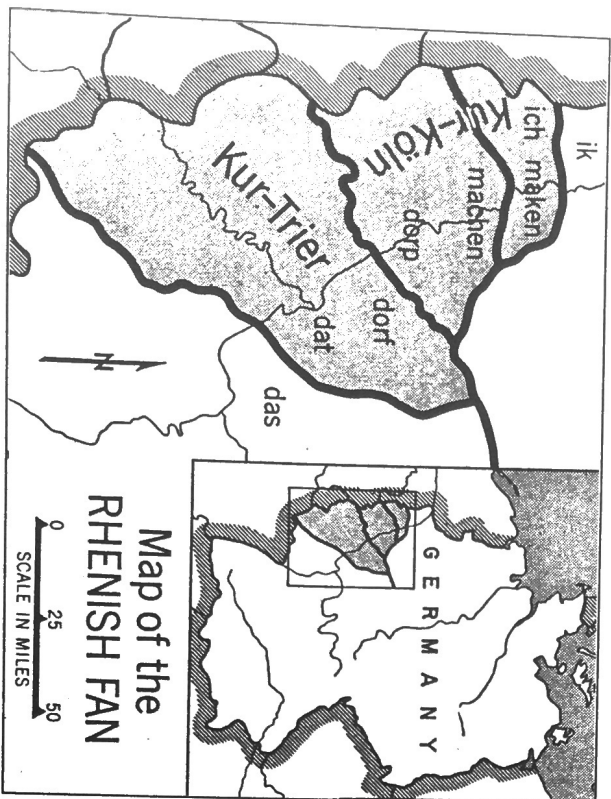 ik
ich
maken
Kur-Köln
machen
dorp
Kur-Trier
dorf
dat
das
N
GERMANY
Map of the
RHENISH FAN
0 25 50
SCALE IN MILES